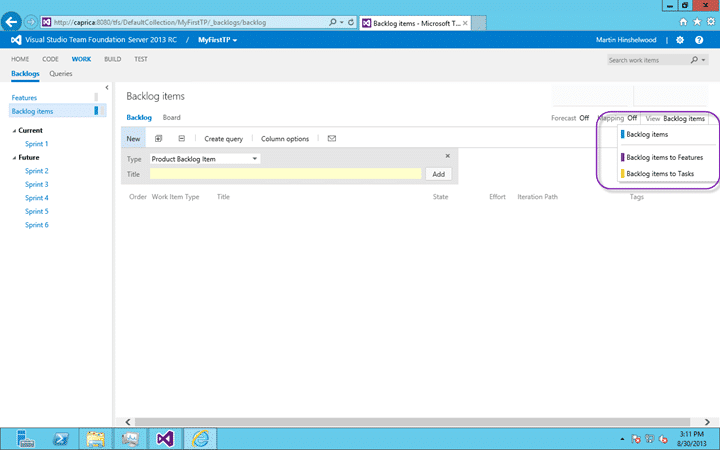 http://caprica:8080/tfs/DefaultCollection/MyFirstTP/_backlogs/backlog
Backlog items - Microsoft T...
Visual Studio Team Foundation Server 2013 RC / MyFirstTP
Martin Hinshelwood
HOME CODE WORK BUILD TEST
Search work items
Backlogs Queries
Features
Backlog items
Current
Sprint 1
Future
Sprint 2
Sprint 3
Sprint 4
Sprint 5
Sprint 6
Backlog items
Backlog Board
Forecast Off Mapping Off View Backlog items
New Create query Column options
Backlog items
Backlog items to Features
Backlog items to Tasks
Type Product Backlog Item
Title Add
Order Work Item Type Title State Effort Iteration Path Tags
3:11 PM
8/30/2013